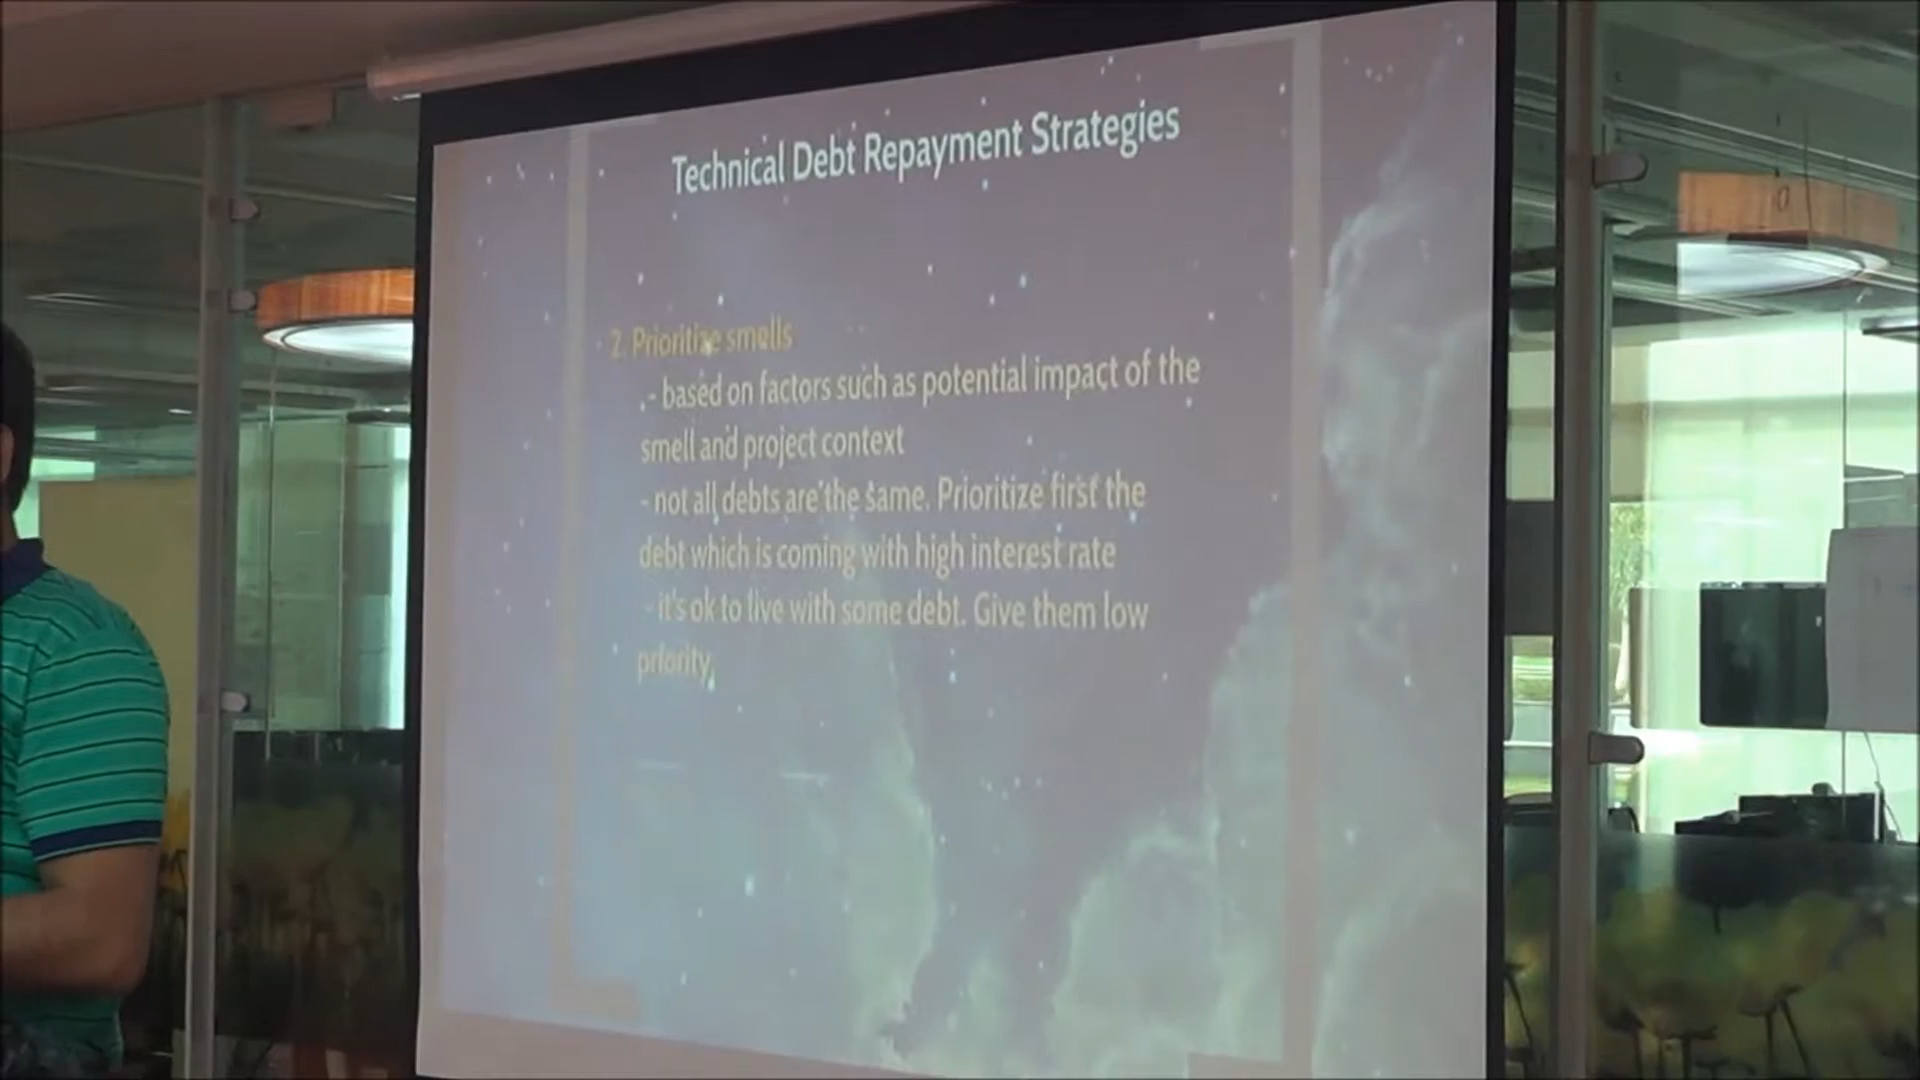 Technical Debt Repayment Strategies
2. Prioritize smells
- based on factors such as potential impact of the
smell and project context
- not all debts are the same. Prioritize first the
debt which is coming with high interest rate
- it's ok to live with some debt. Give them low
priority.